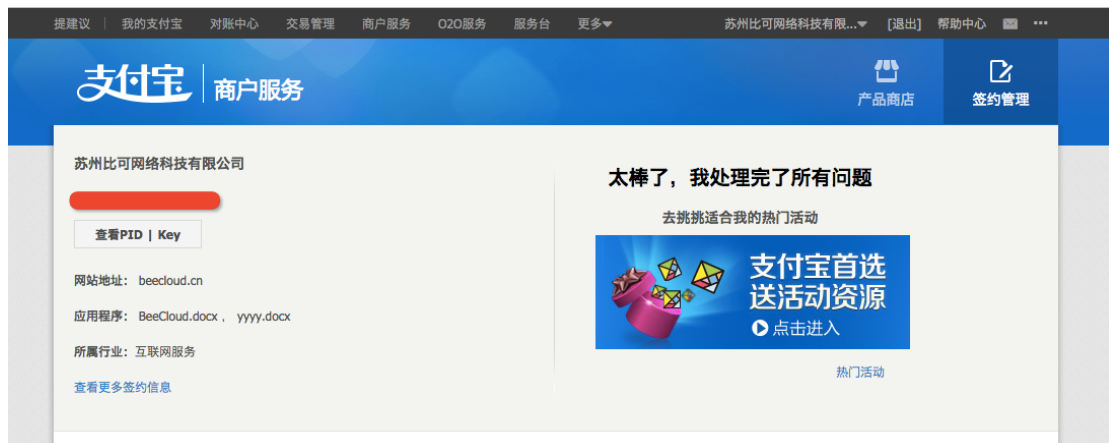 提建议 | 我的支付宝 对账中心 交易管理 商户服务 O2O服务 服务台 更多 苏州比可网络科技有限... [退出] 帮助中心
支付宝 | 商户服务
产品商店 签约管理
苏州比可网络科技有限公司
查看PID | Key
网站地址： beecloud.cn
应用程序： BeeCloud.docx ， yyyy.docx
所属行业： 互联网服务
查看更多签约信息
太棒了，我处理完了所有问题
去挑挑适合我的热门活动
支付宝首选
送活动资源
点击进入
热门活动